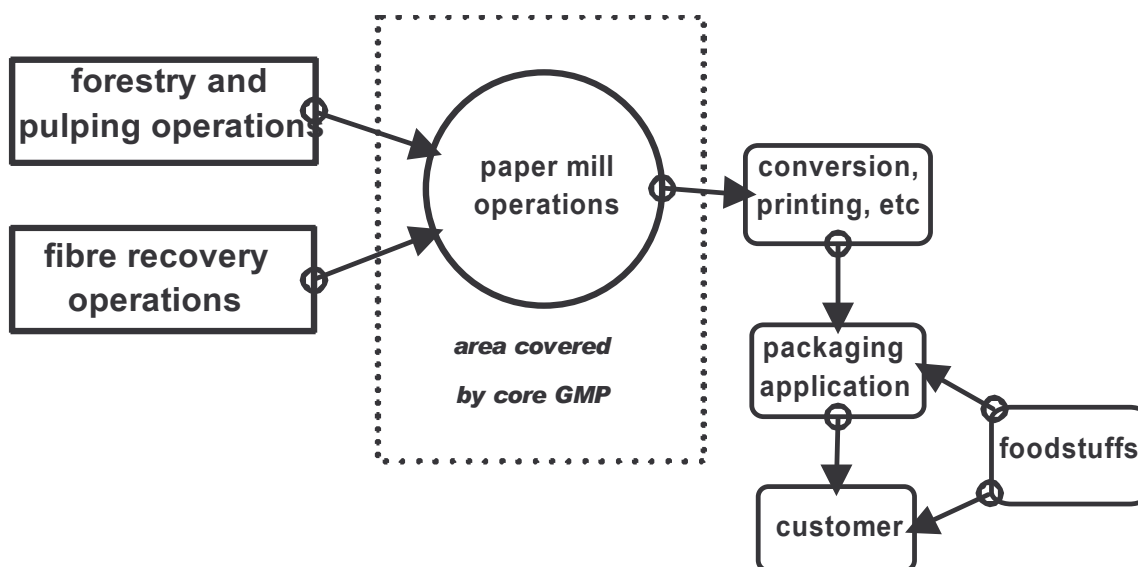 forestry and
pulping operations
fibre recovery
operations
paper mill
operations
area covered
by core GMP
conversion,
printing, etc
packaging
application
foodstuffs
customer